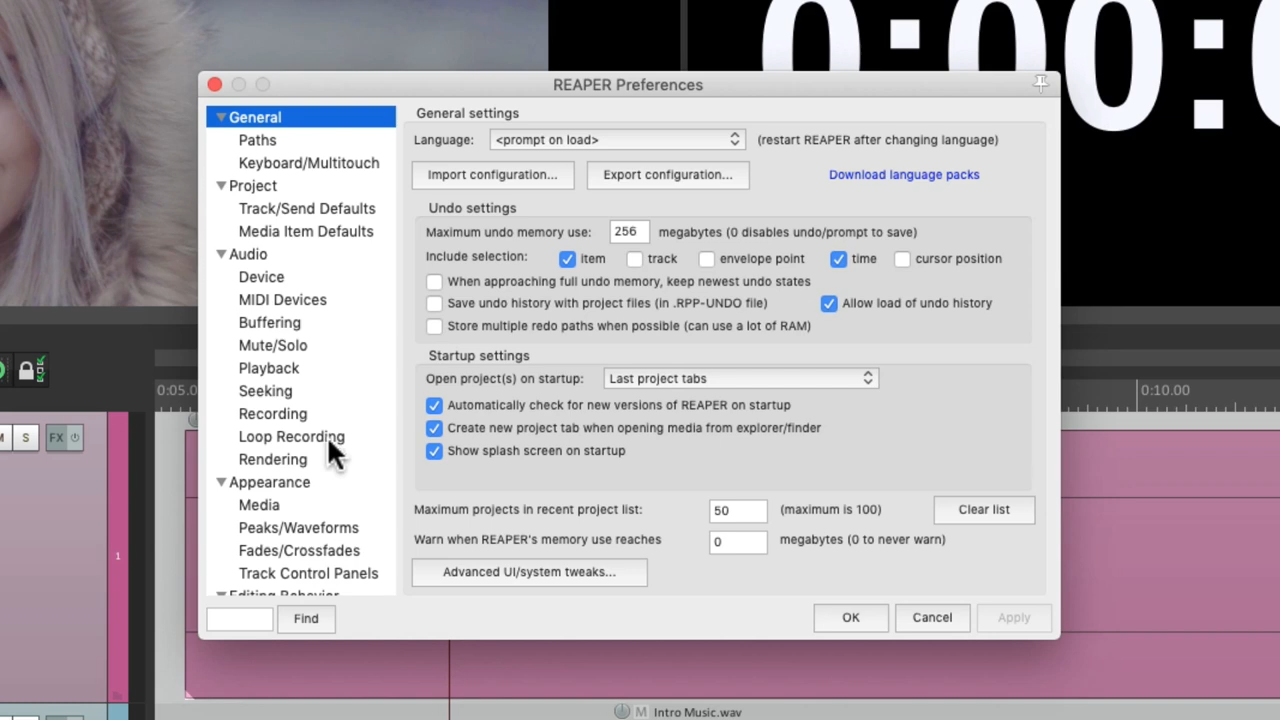 0:00:
REAPER Preferences
General
Paths
Keyboard/Multitouch
Project
Track/Send Defaults
Media Item Defaults
Audio
Device
MIDI Devices
Buffering
Mute/Solo
Playback
Seeking
Recording
Loop Recording
Rendering
Appearance
Media
Peaks/Waveforms
Fades/Crossfades
Track Control Panels
Editing Behavior
Find
General settings
Language: <prompt on load> (restart REAPER after changing language)
Import configuration... Export configuration... Download language packs
Undo settings
Maximum undo memory use: 256 megabytes (0 disables undo/prompt to save)
Include selection: item track envelope point time cursor position
When approaching full undo memory, keep newest undo states
Save undo history with project files (in .RPP-UNDO file) Allow load of undo history
Store multiple redo paths when possible (can use a lot of RAM)
Startup settings
Open project(s) on startup: Last project tabs
Automatically check for new versions of REAPER on startup
Create new project tab when opening media from explorer/finder
Show splash screen on startup
Maximum projects in recent project list: 50 (maximum is 100) Clear list
Warn when REAPER's memory use reaches 0 megabytes (0 to never warn)
Advanced UI/system tweaks...
OK Cancel Apply
0:05.0
0:10.00
M S FX
1
M Intro Music.wav